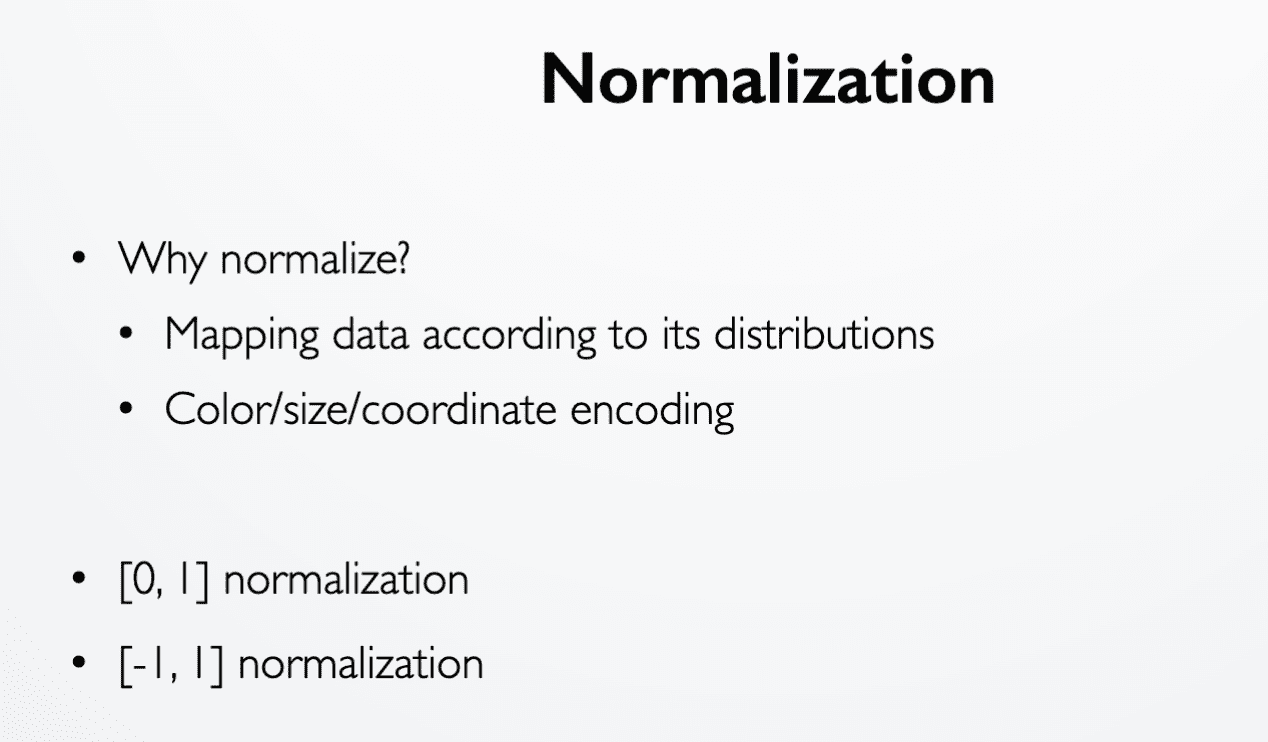 Normalization
• Why normalize?
• Mapping data according to its distributions
• Color/size/coordinate encoding
• [0, 1] normalization
• [-1, 1] normalization